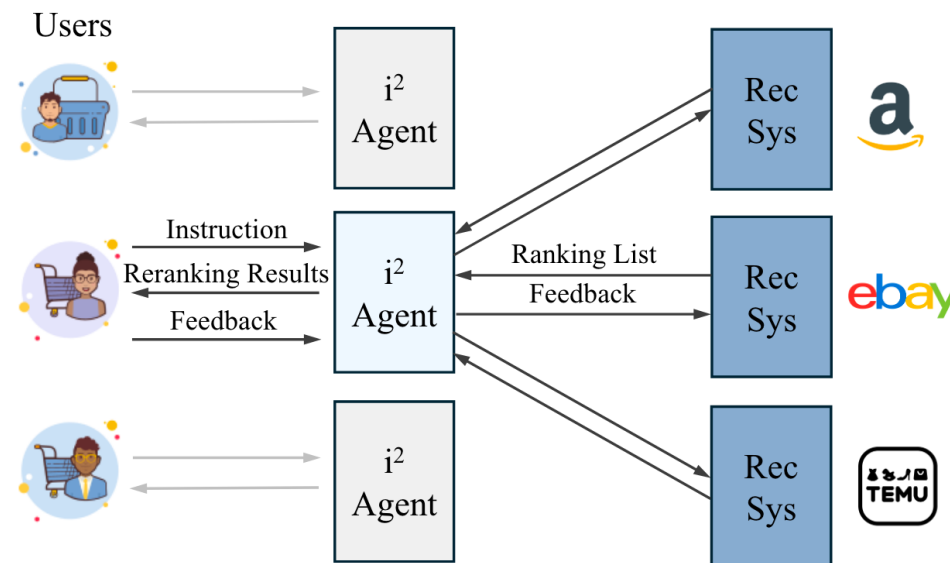 Users
i²
Agent
Rec
Sys
a
Instruction
Reranking Results
Feedback
i²
Agent
Ranking List
Feedback
Rec
Sys
ebay
i²
Agent
Rec
Sys
TEMU